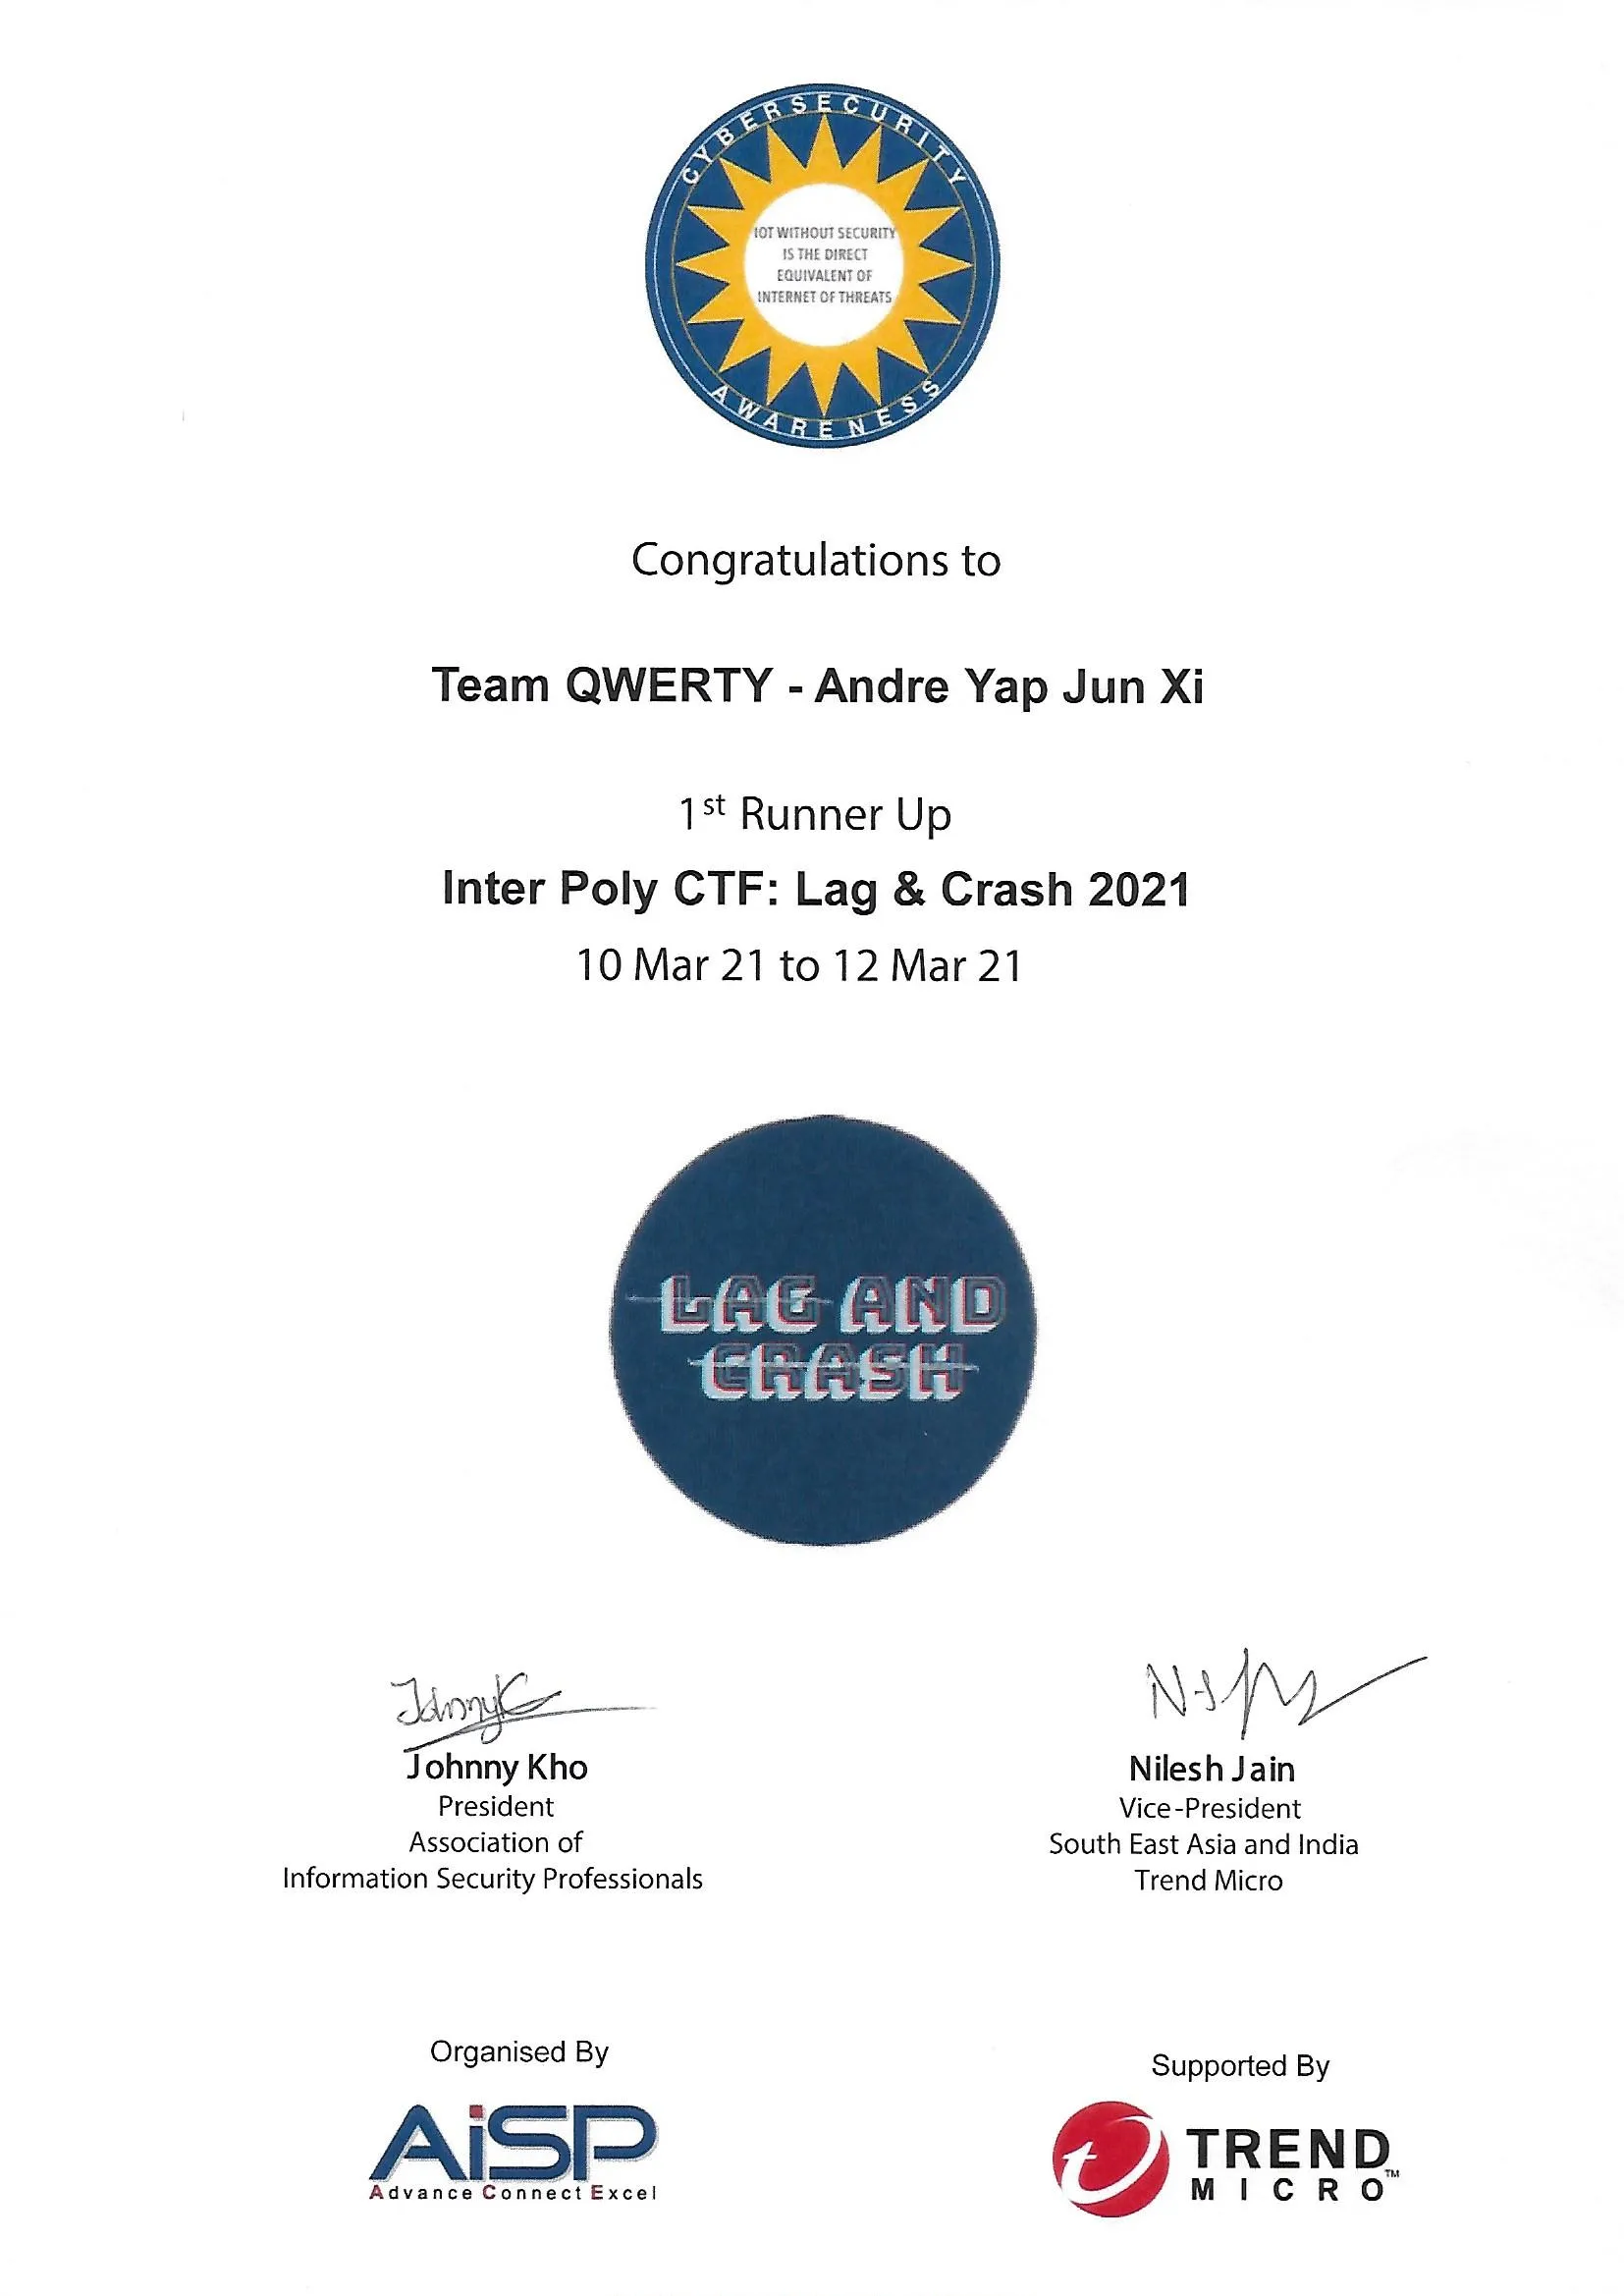 CYBERSECURITY
IOT WITHOUT SECURITY
IS THE DIRECT
EQUIVALENT OF
INTERNET OF THREATS
AWARENESS
Congratulations to
Team QWERTY - Andre Yap Jun Xi
1st Runner Up
Inter Poly CTF: Lag & Crash 2021
10 Mar 21 to 12 Mar 21
LAG AND
CRASH
JohnnyK
Johnny Kho
President
Association of
Information Security Professionals
Nilesh Jain
Vice-President
South East Asia and India
Trend Micro
Organised By
AiSP
Advance Connect Excel
Supported By
TREND
MICRO™